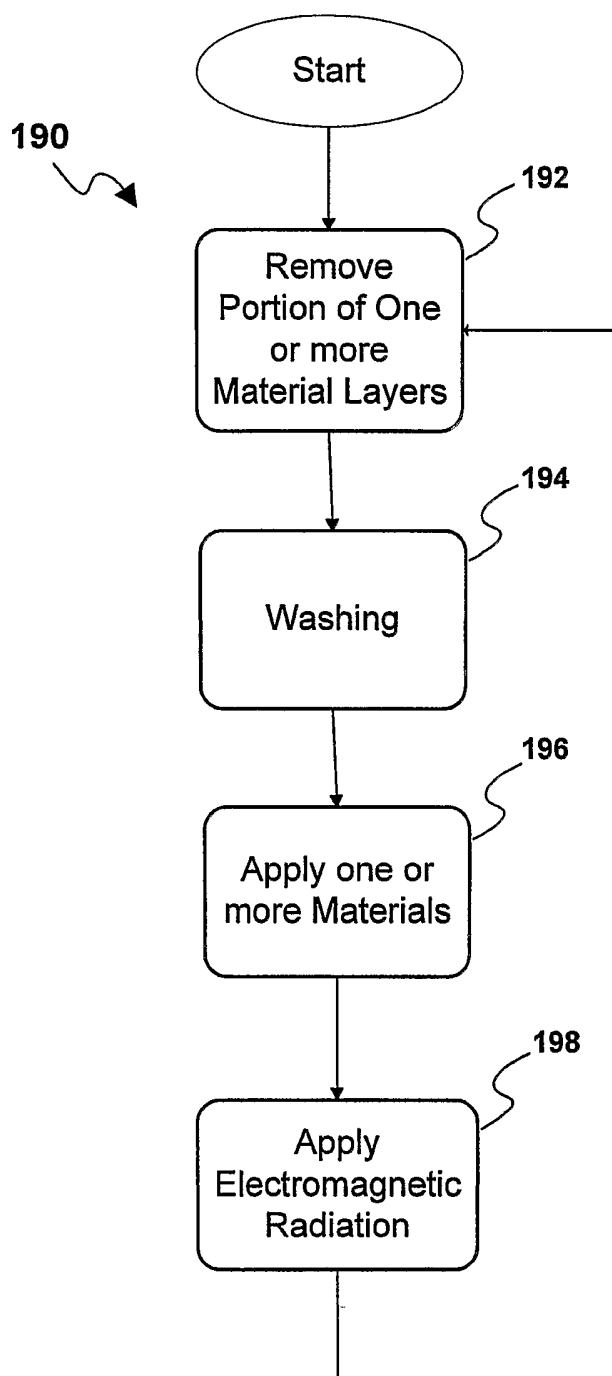 Start
190
192
Remove
Portion of One
or more
Material Layers
194
Washing
196
Apply one or
more Materials
198
Apply
Electromagnetic
Radiation